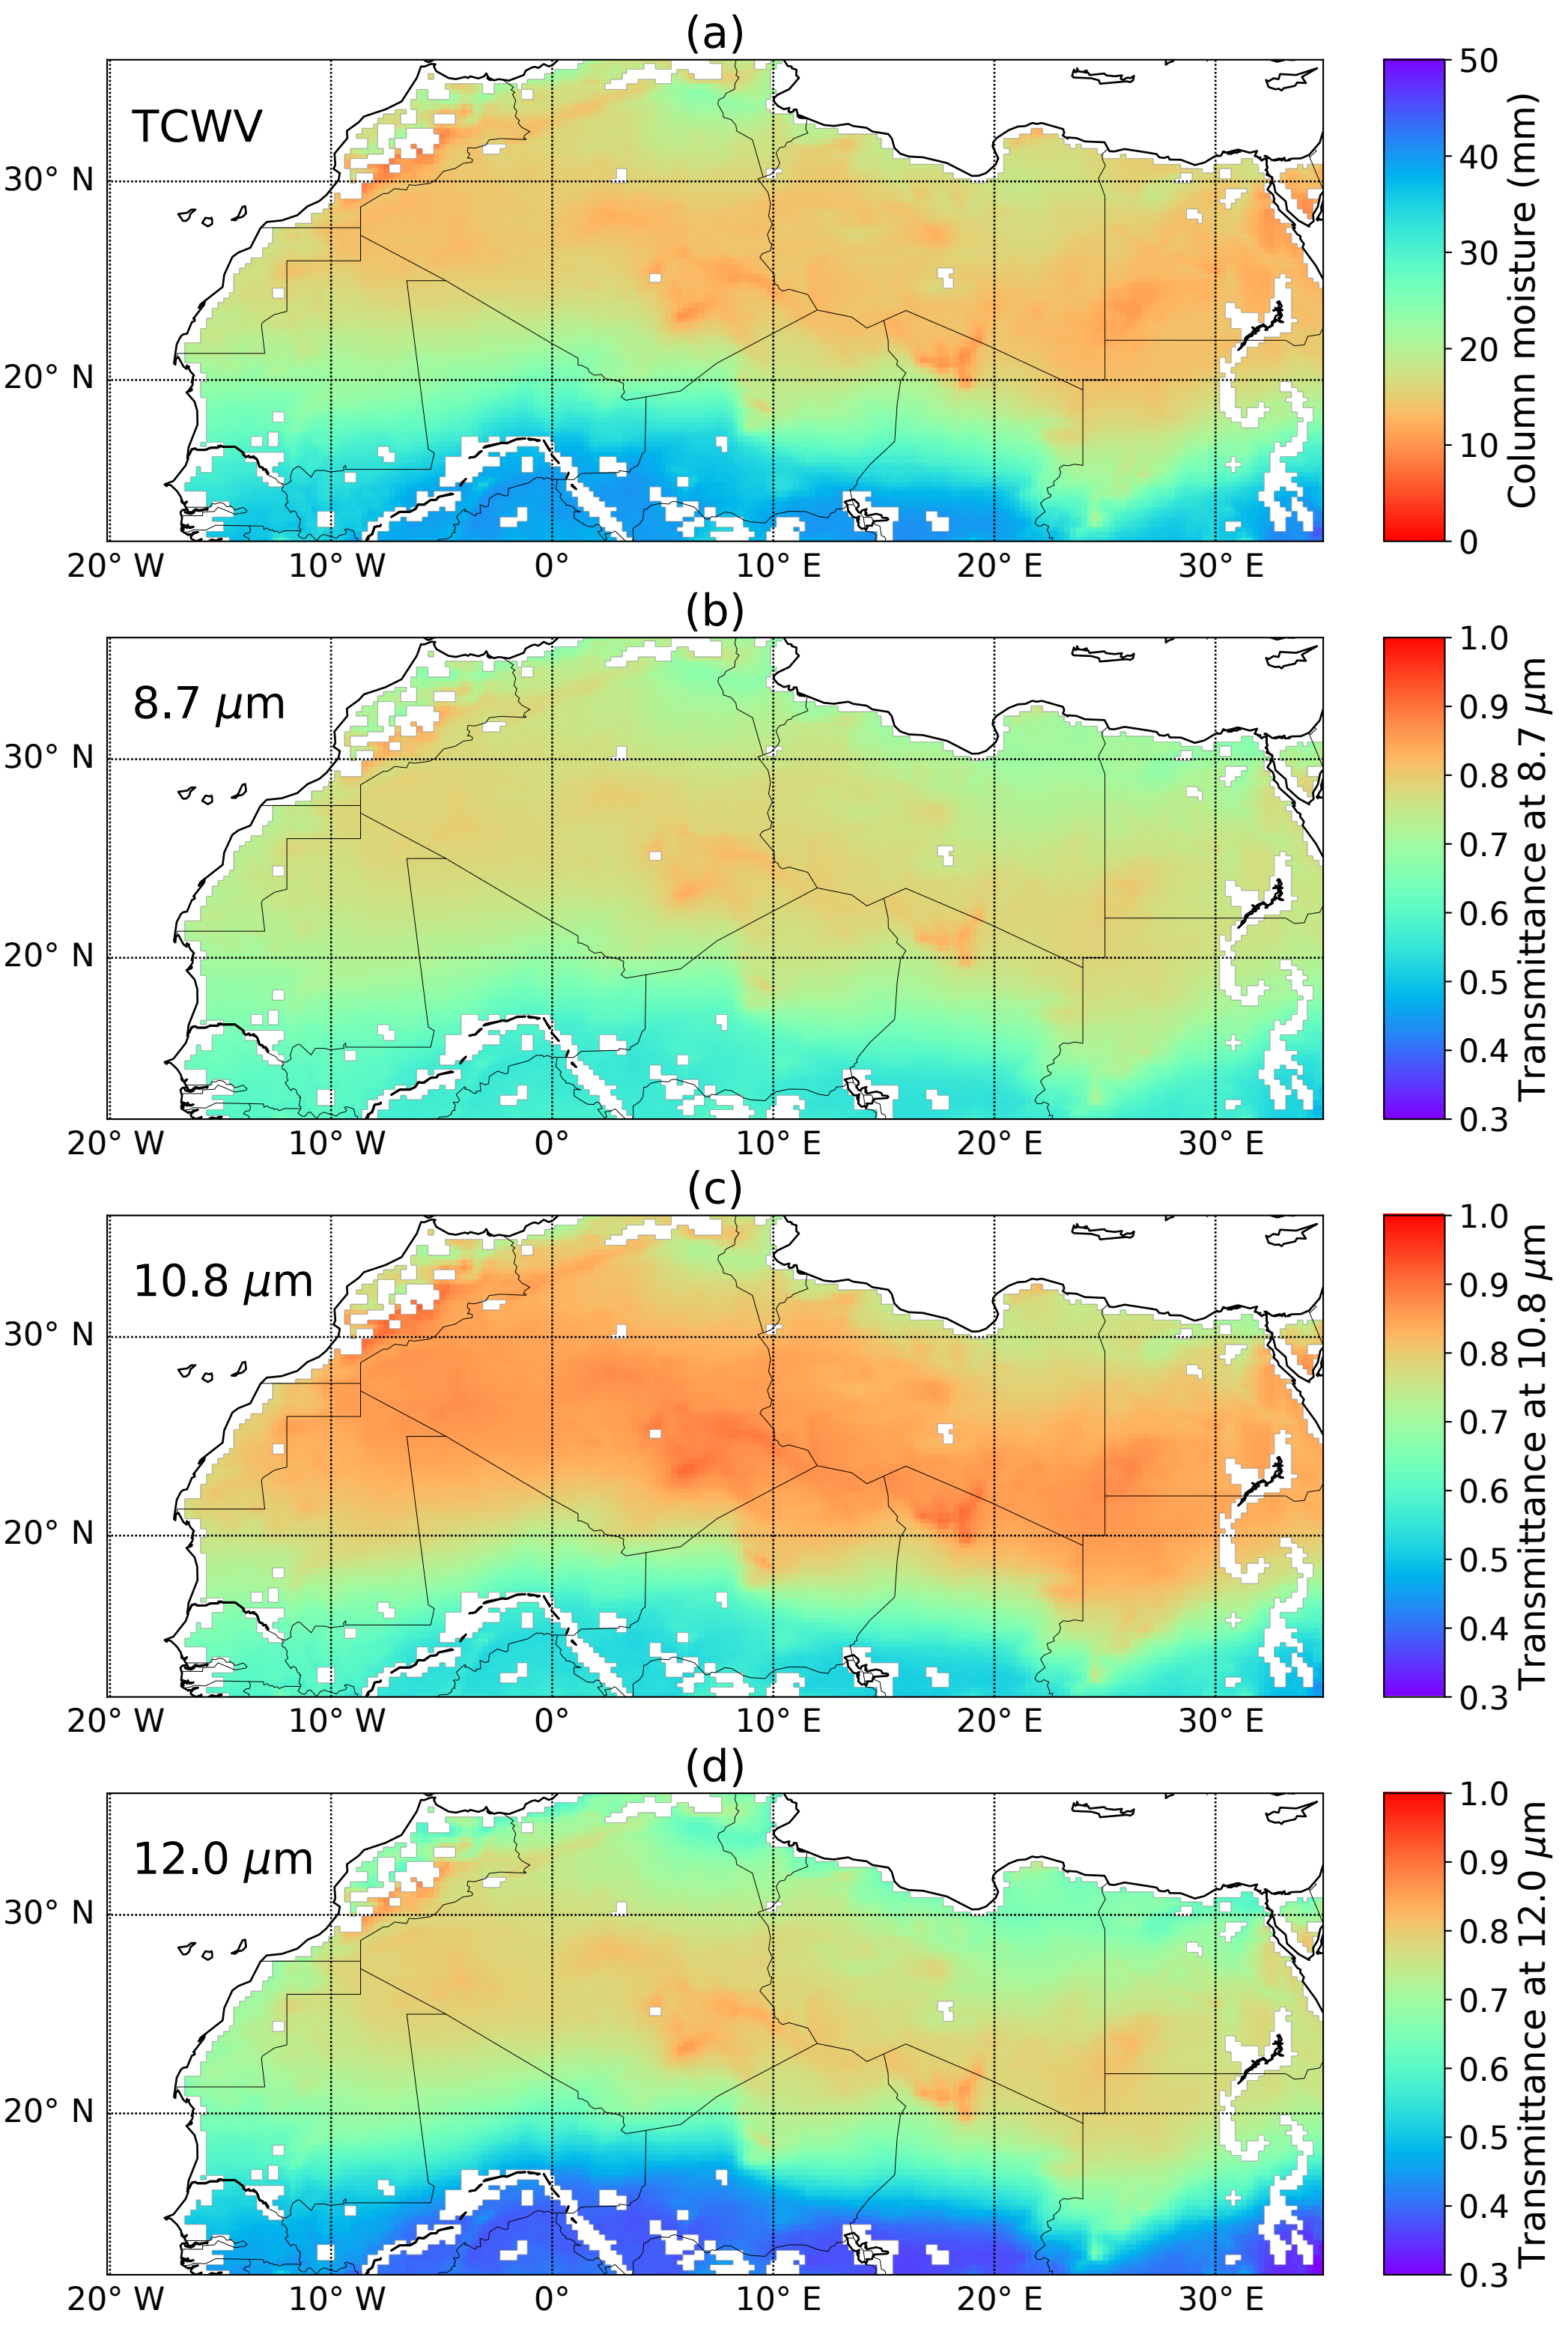 (a)
TCWV
30° N
20° N
20° W 10° W 0° 10° E 20° E 30° E
50
40
30
20
10
0
Column moisture (mm)
(b)
8.7 μm
30° N
20° N
20° W 10° W 0° 10° E 20° E 30° E
1.0
0.9
0.8
0.7
0.6
0.5
0.4
0.3
Transmittance at 8.7 μm
(c)
10.8 μm
30° N
20° N
20° W 10° W 0° 10° E 20° E 30° E
1.0
0.9
0.8
0.7
0.6
0.5
0.4
0.3
Transmittance at 10.8 μm
(d)
12.0 μm
30° N
20° N
20° W 10° W 0° 10° E 20° E 30° E
1.0
0.9
0.8
0.7
0.6
0.5
0.4
0.3
Transmittance at 12.0 μm